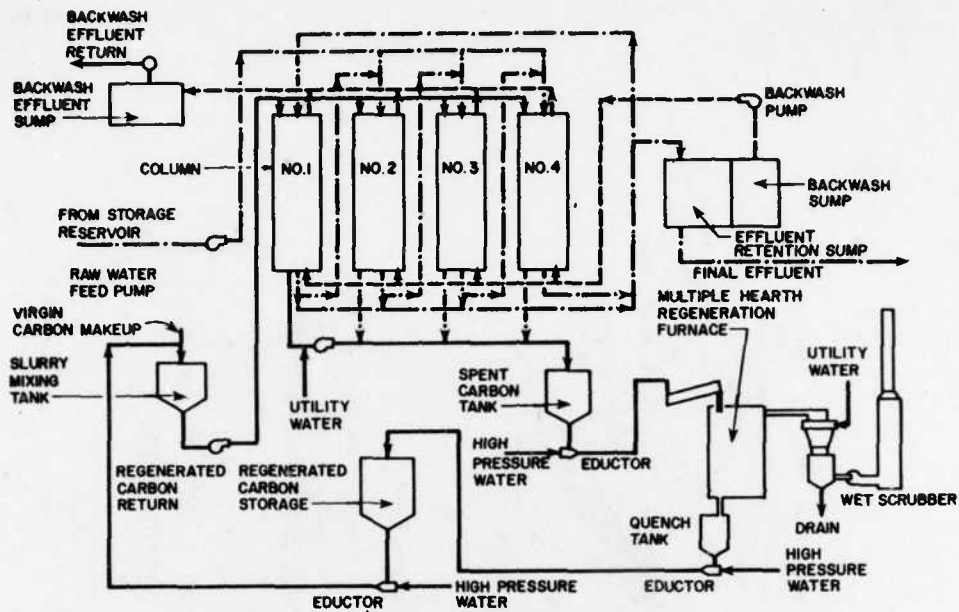 BACKWASH
EFFLUENT
RETURN
BACKWASH
EFFLUENT
SUMP
COLUMN
NO.1
NO.2
NO.3
NO.4
BACKWASH
PUMP
BACKWASH
SUMP
EFFLUENT
RETENTION SUMP
FINAL EFFLUENT
FROM STORAGE
RESERVOIR
RAW WATER
FEED PUMP
VIRGIN
CARBON MAKEUP
SLURRY
MIXING
TANK
UTILITY
WATER
SPENT
CARBON
TANK
MULTIPLE HEARTH
REGENERATION
FURNACE
UTILITY
WATER
HIGH
PRESSURE
WATER
EDUCTOR
REGENERATED
CARBON
RETURN
REGENERATED
CARBON
STORAGE
WET SCRUBBER
DRAIN
QUENCH
TANK
HIGH
PRESSURE
WATER
EDUCTOR
HIGH PRESSURE
WATER
EDUCTOR